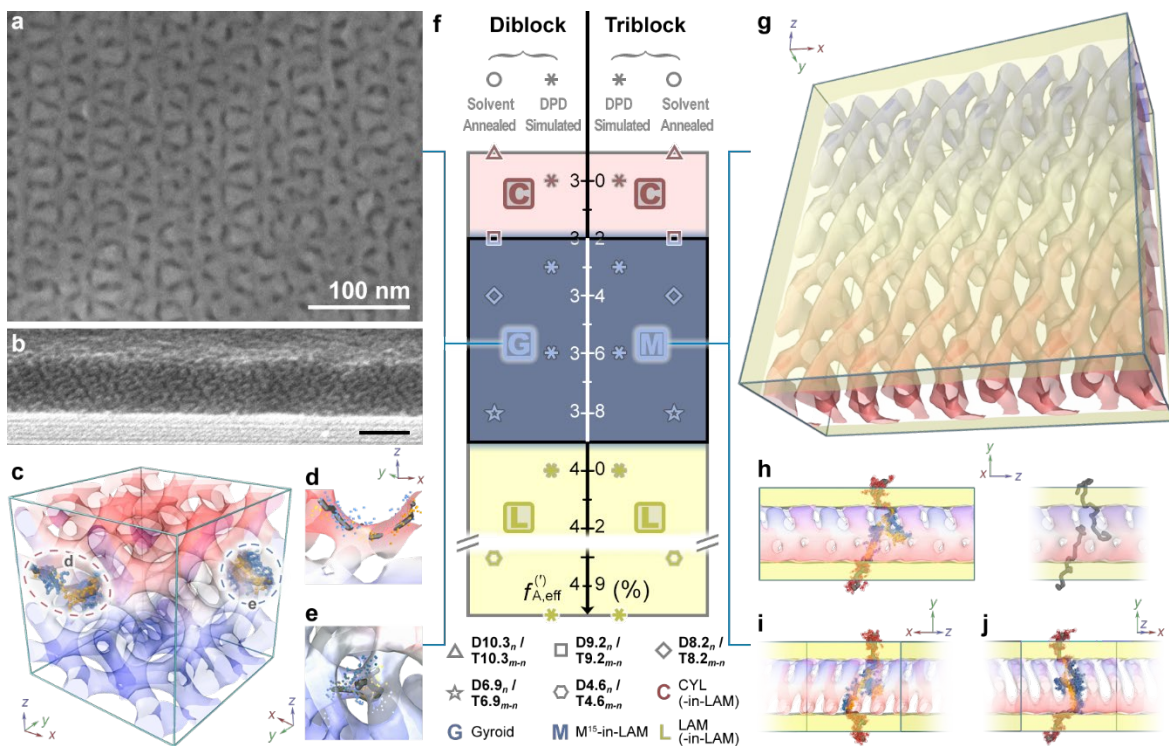 a
100 nm
b
c
d
e
z
y
x
z
x
y
d
z
y
x
e
f
Diblock
Triblock
Solvent
Annealed
DPD
Simulated
DPD
Simulated
Solvent
Annealed
C
3 0
C
3 2
3 4
G
3 6
M
3 8
4 0
L
4 2
L
4 9
f(′)A,eff (%)
D10.3n /
T10.3m-n
D9.2n /
T9.2m-n
D8.2n /
T8.2m-n
D6.9n /
T6.9m-n
D4.6n /
T4.6m-n
C CYL
(-in-LAM)
G Gyroid
M M15-in-LAM
L LAM
(-in-LAM)
g
z
x
y
h
y
z
i
y
x
z
j
y
z
x